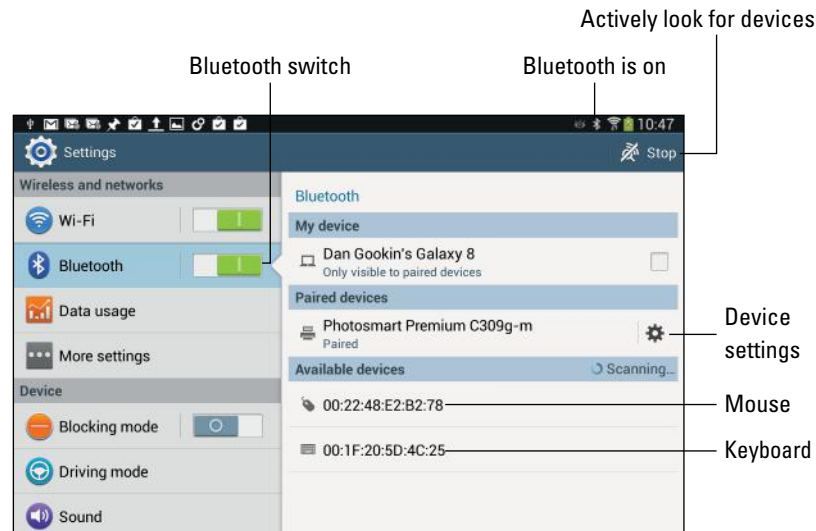 Actively look for devices
Bluetooth switch
Bluetooth is on
10:47
Settings
Stop
Wireless and networks
Wi-Fi
Bluetooth
Data usage
More settings
Device
Blocking mode
Driving mode
Sound
Bluetooth
My device
Dan Gookin's Galaxy 8
Only visible to paired devices
Paired devices
Photosmart Premium C309g-m
Paired
Available devices
Scanning...
00:22:48:E2:B2:78
00:1F:20:5D:4C:25
Device
settings
Mouse
Keyboard